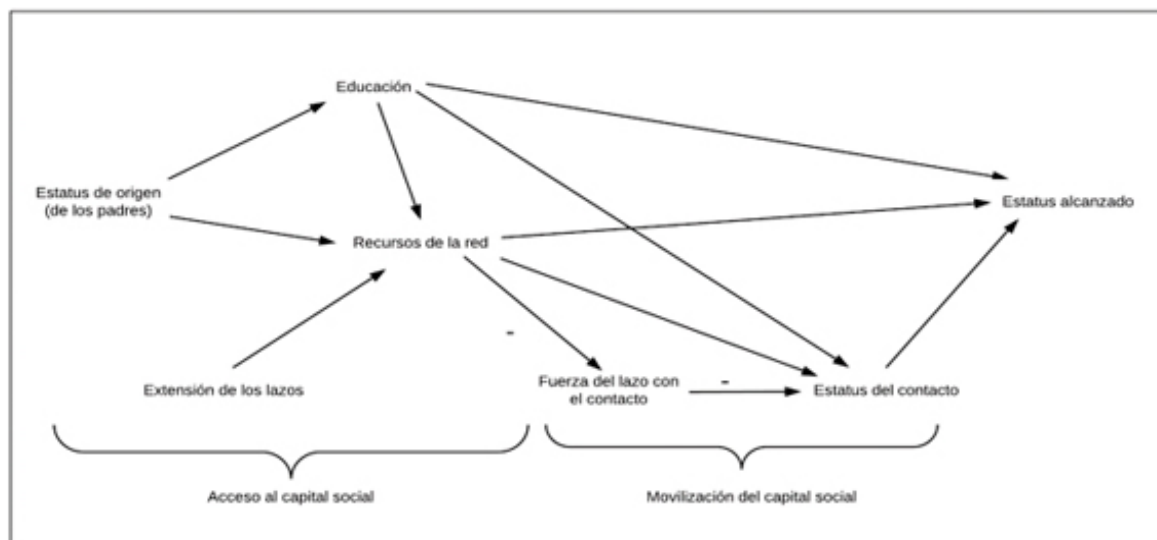 Educación
Estatus de origen
(de los padres)
Estatus alcanzado
Recursos de la red
-
Extensión de los lazos
Fuerza del lazo con
el contacto
-
Estatus del contacto
Acceso al capital social
Movilización del capital social